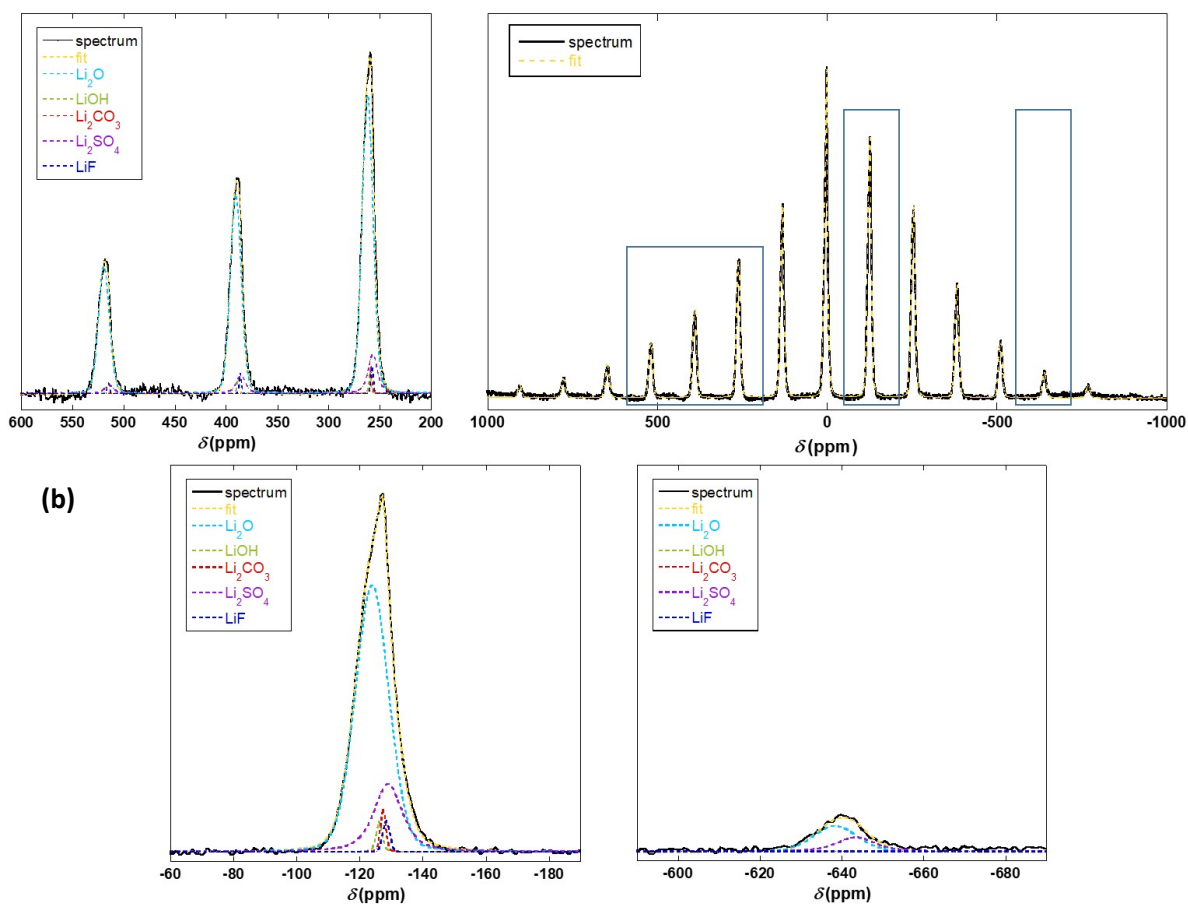 spectrum
fit
Li₂O
LiOH
Li₂CO₃
Li₂SO₄
LiF
600 550 500 450 400 350 300 250 200
δ(ppm)
spectrum
fit
1000 500 0 -500 -1000
δ(ppm)
(b)
spectrum
fit
Li₂O
LiOH
Li₂CO₃
Li₂SO₄
LiF
-60 -80 -100 -120 -140 -160 -180
δ(ppm)
spectrum
fit
Li₂O
LiOH
Li₂CO₃
Li₂SO₄
LiF
-600 -620 -640 -660 -680
δ(ppm)